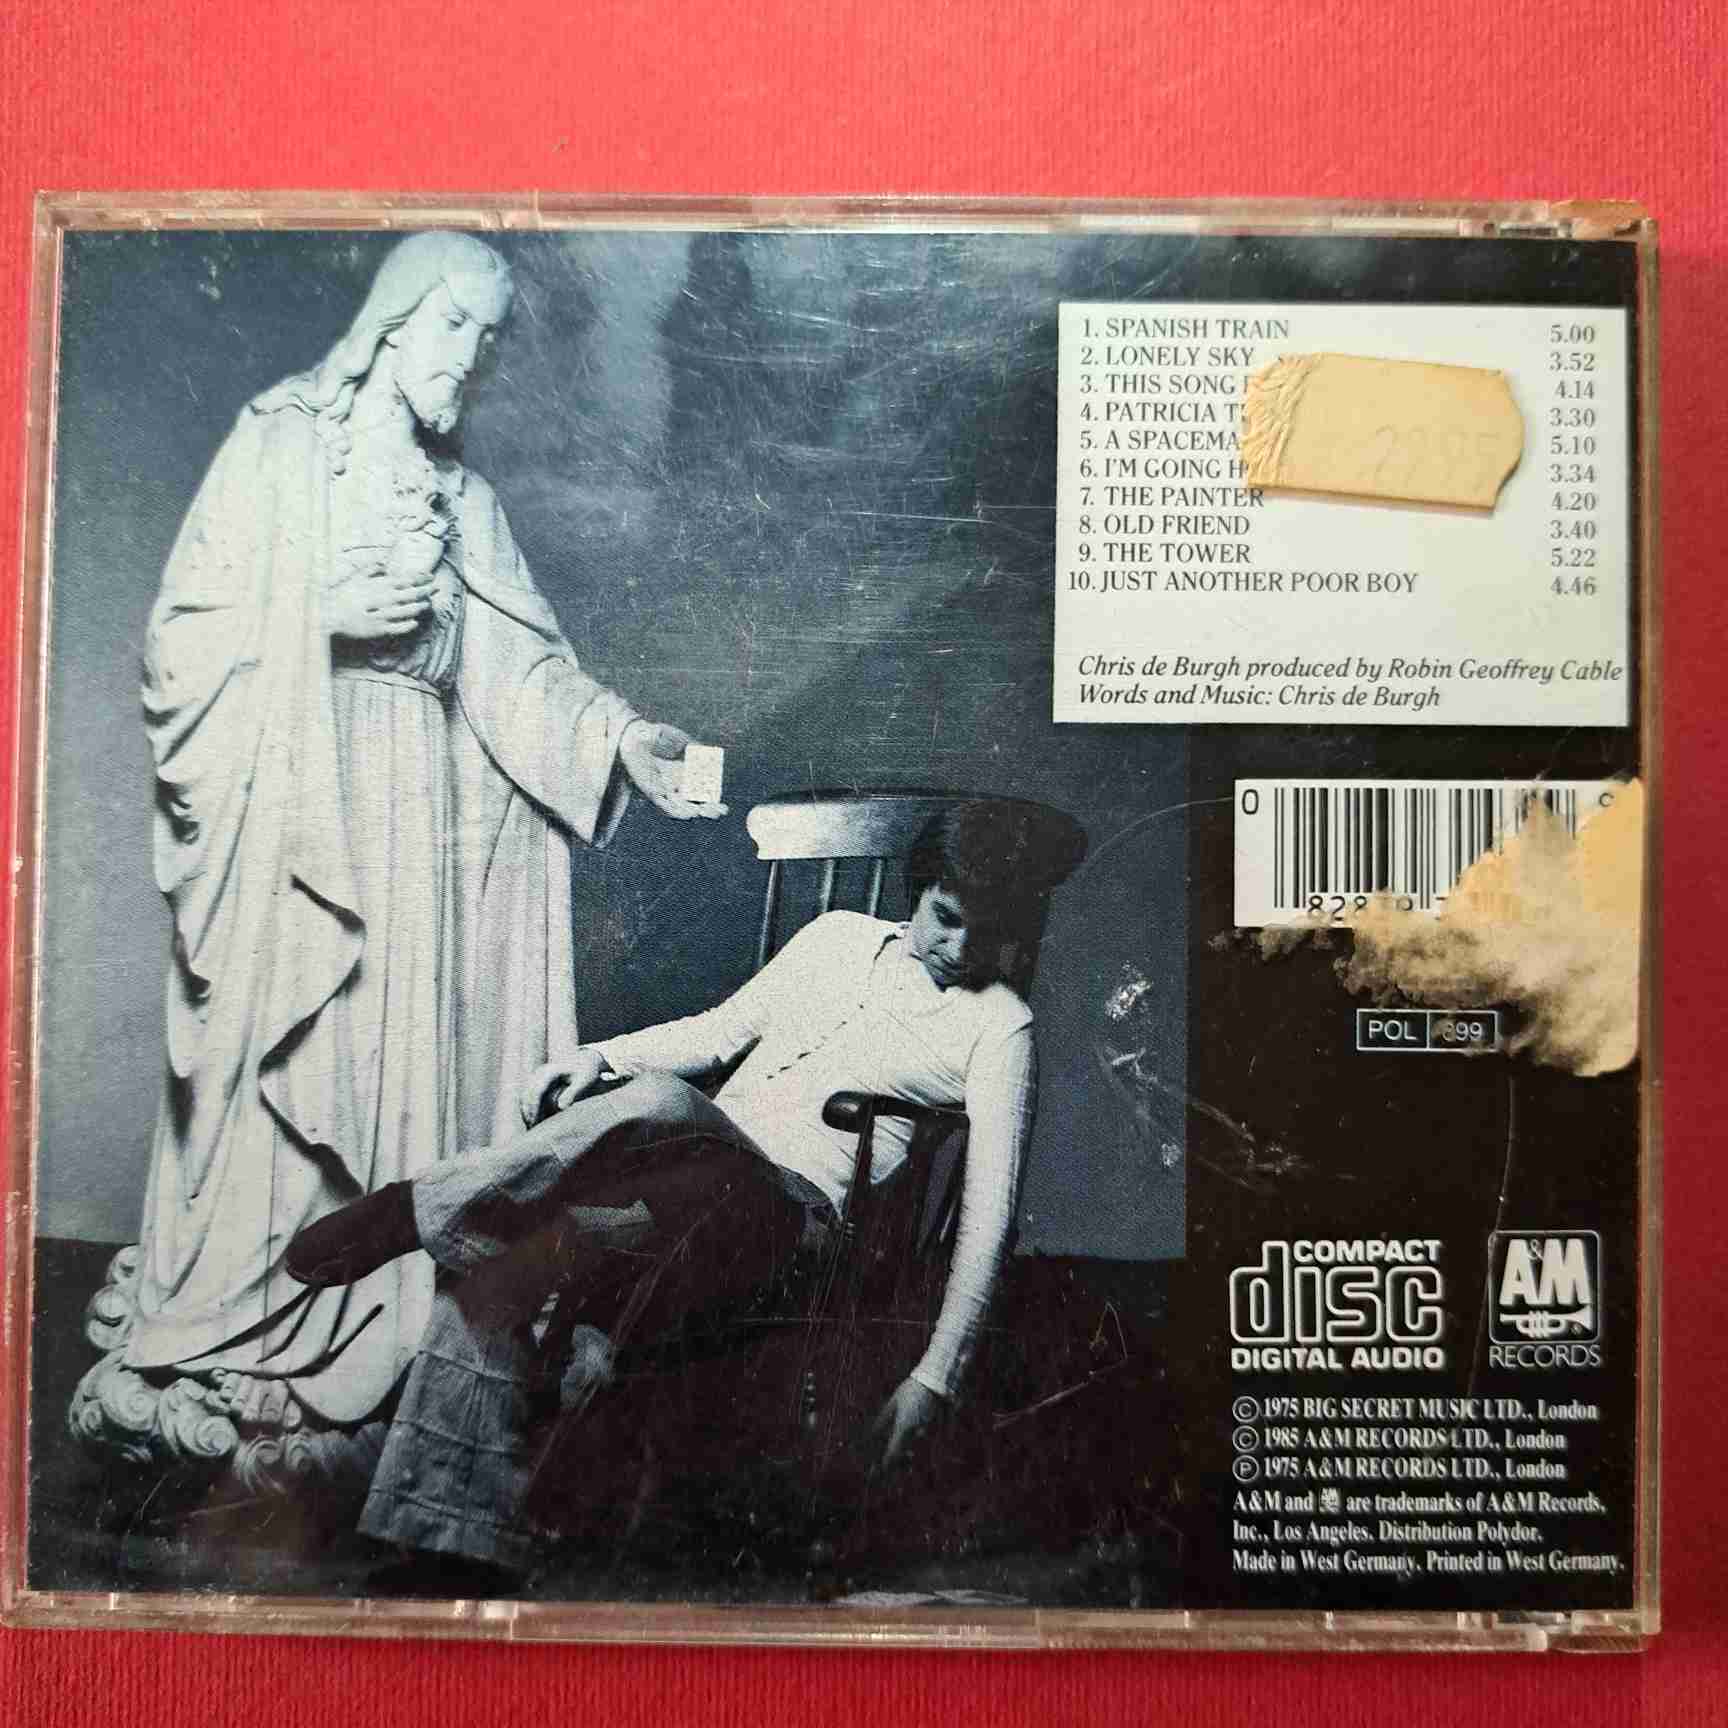 1. SPANISH TRAIN 5.00
2. LONELY SKY 3.52
3. THIS SONG 4.14
4. PATRICIA 3.30
5. A 5.10
6. I'M GOING 3.34
7. THE PAINTER 4.20
8. OLD FRIEND 3.40
9. THE TOWER 5.22
10. JUST ANOTHER POOR BOY 4.46
Chris de Burgh produced by Robin Geoffrey Cable
Words and Music: Chris de Burgh
0
POL
COMPACT
disc
DIGITAL AUDIO
A&M
RECORDS
© 1975 BIG SECRET MUSIC LTD., London
© 1985 A&M RECORDS LTD., London
℗ 1975 A&M RECORDS LTD., London
A&M and are trademarks of A&M Records,
Inc., Los Angeles. Distribution Polydor.
Made in West Germany. Printed in West Germany.